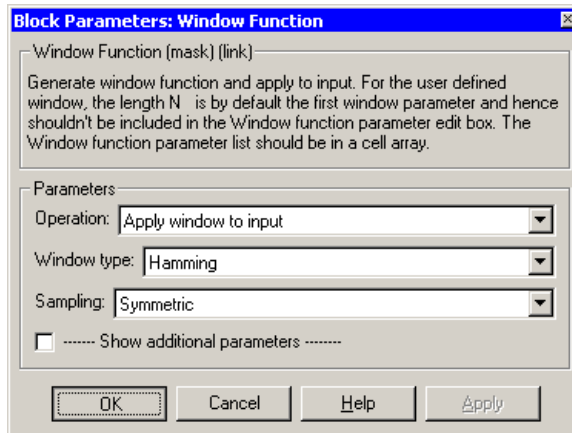 Block Parameters: Window Function
Window Function (mask) (link)
Generate window function and apply to input. For the user defined
window, the length N   is by default the first window parameter and hence
shouldn't be included in the Window function parameter edit box. The
Window function parameter list should be in a cell array.
Parameters
Operation: Apply window to input
Window type: Hamming
Sampling: Symmetric
------- Show additional parameters --------
OK Cancel Help Apply